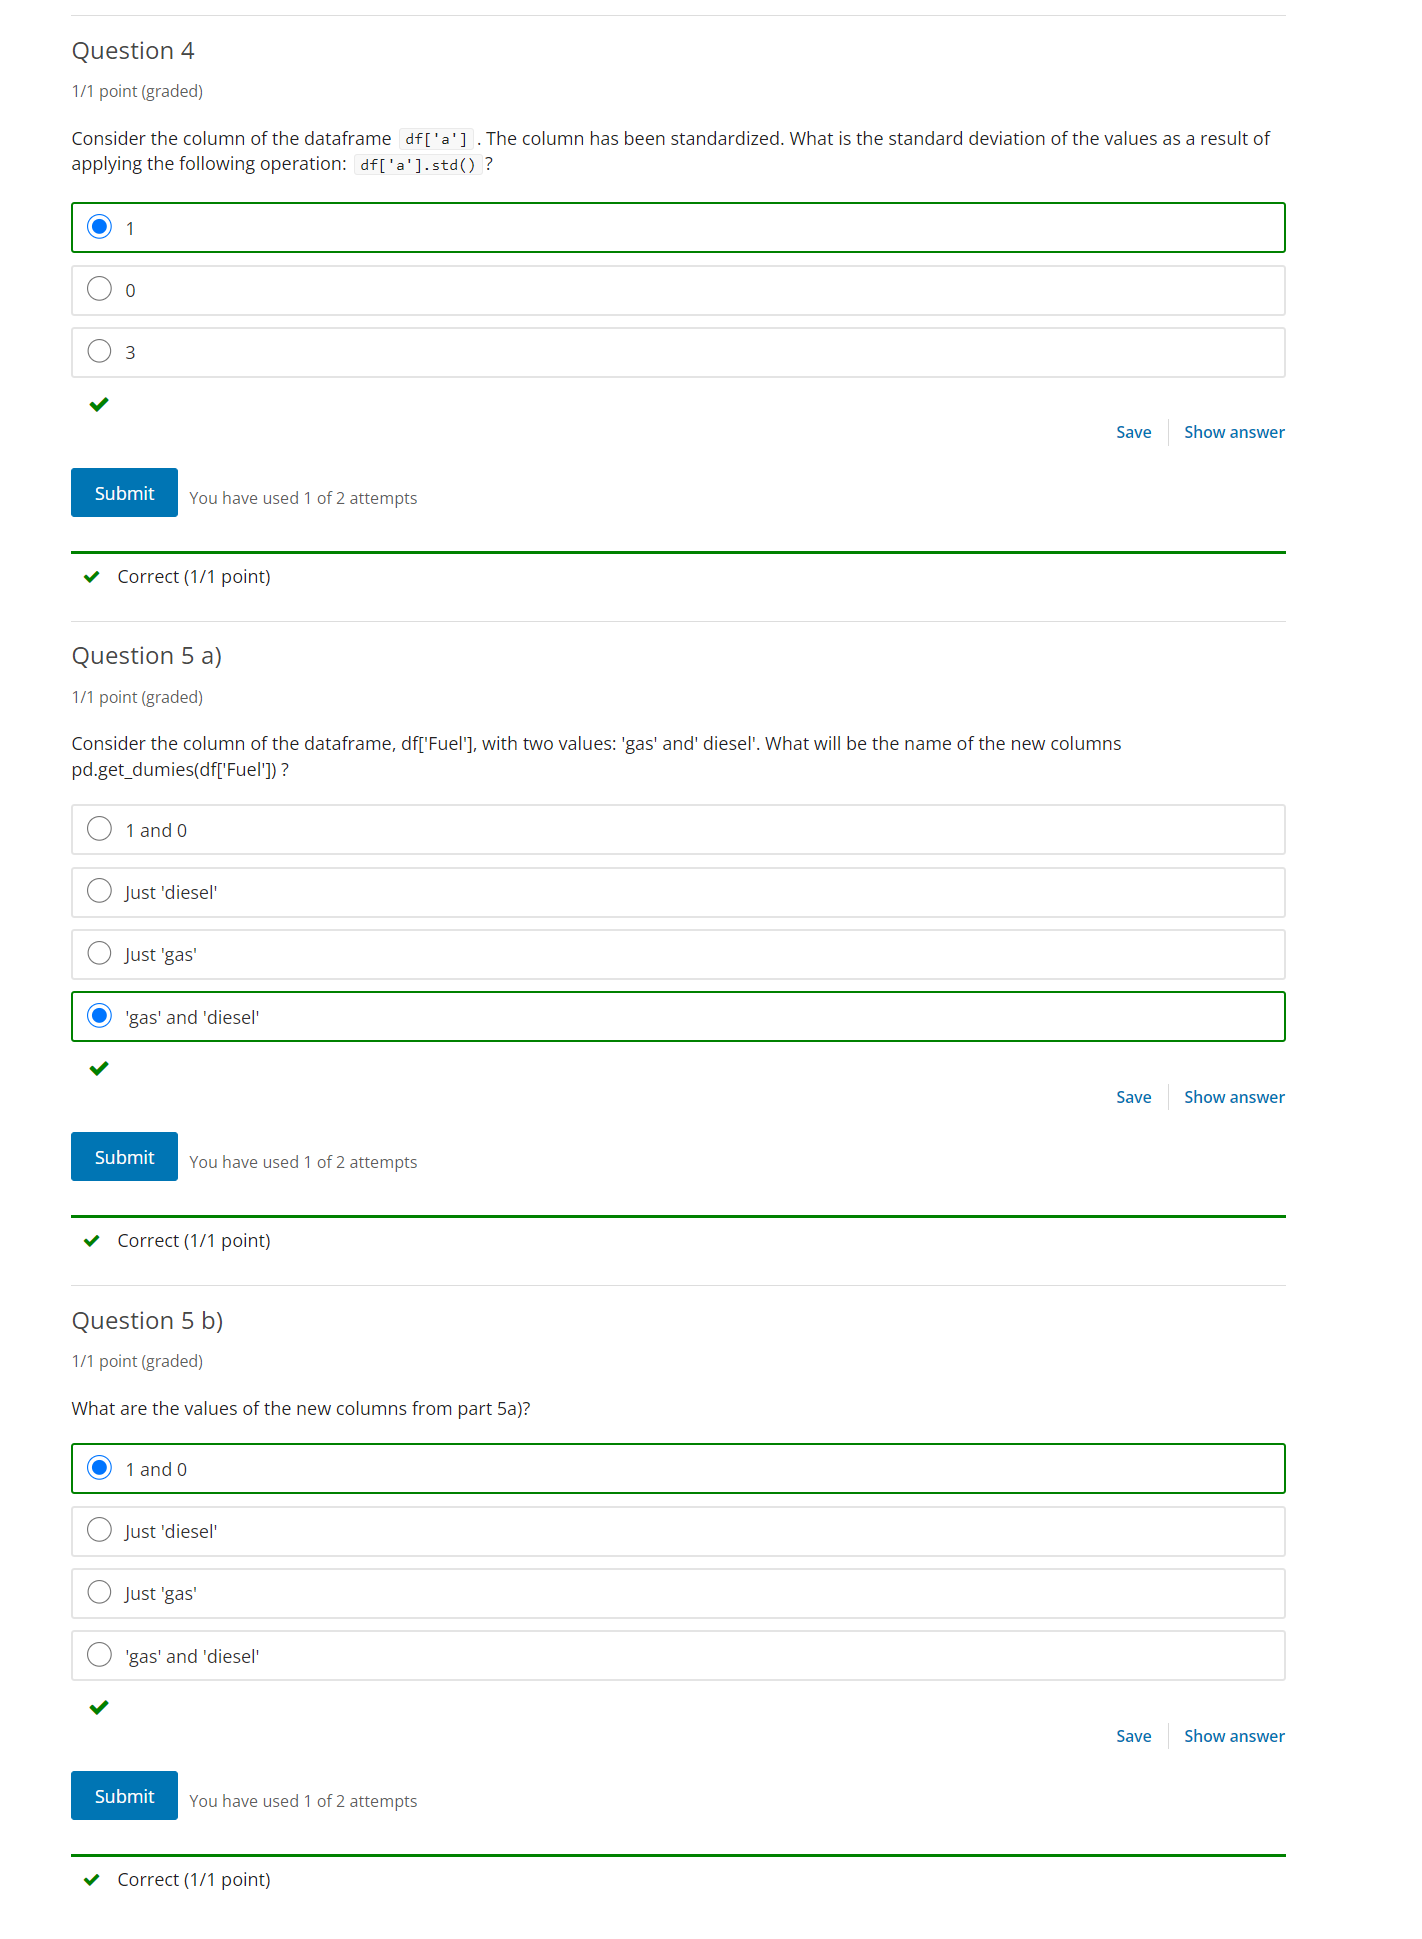 Question 4
1/1 point (graded)
Consider the column of the dataframe df['a'] . The column has been standardized. What is the standard deviation of the values as a result of
applying the following operation: df['a'].std() ?
1
0
3
Save Show answer
Submit You have used 1 of 2 attempts
Correct (1/1 point)
Question 5 a)
1/1 point (graded)
Consider the column of the dataframe, df['Fuel'], with two values: 'gas' and' diesel'. What will be the name of the new columns
pd.get_dumies(df['Fuel']) ?
1 and 0
Just 'diesel'
Just 'gas'
'gas' and 'diesel'
Save Show answer
Submit You have used 1 of 2 attempts
Correct (1/1 point)
Question 5 b)
1/1 point (graded)
What are the values of the new columns from part 5a)?
1 and 0
Just 'diesel'
Just 'gas'
'gas' and 'diesel'
Save Show answer
Submit You have used 1 of 2 attempts
Correct (1/1 point)